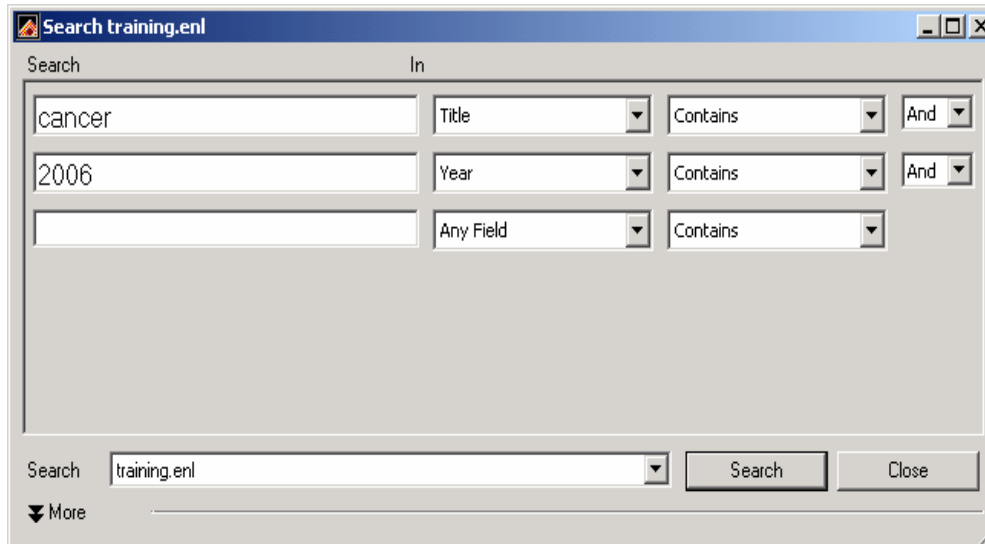 Search training.enl
Search In
cancer Title Contains And
2006 Year Contains And
Any Field Contains
Search training.enl Search Close
More